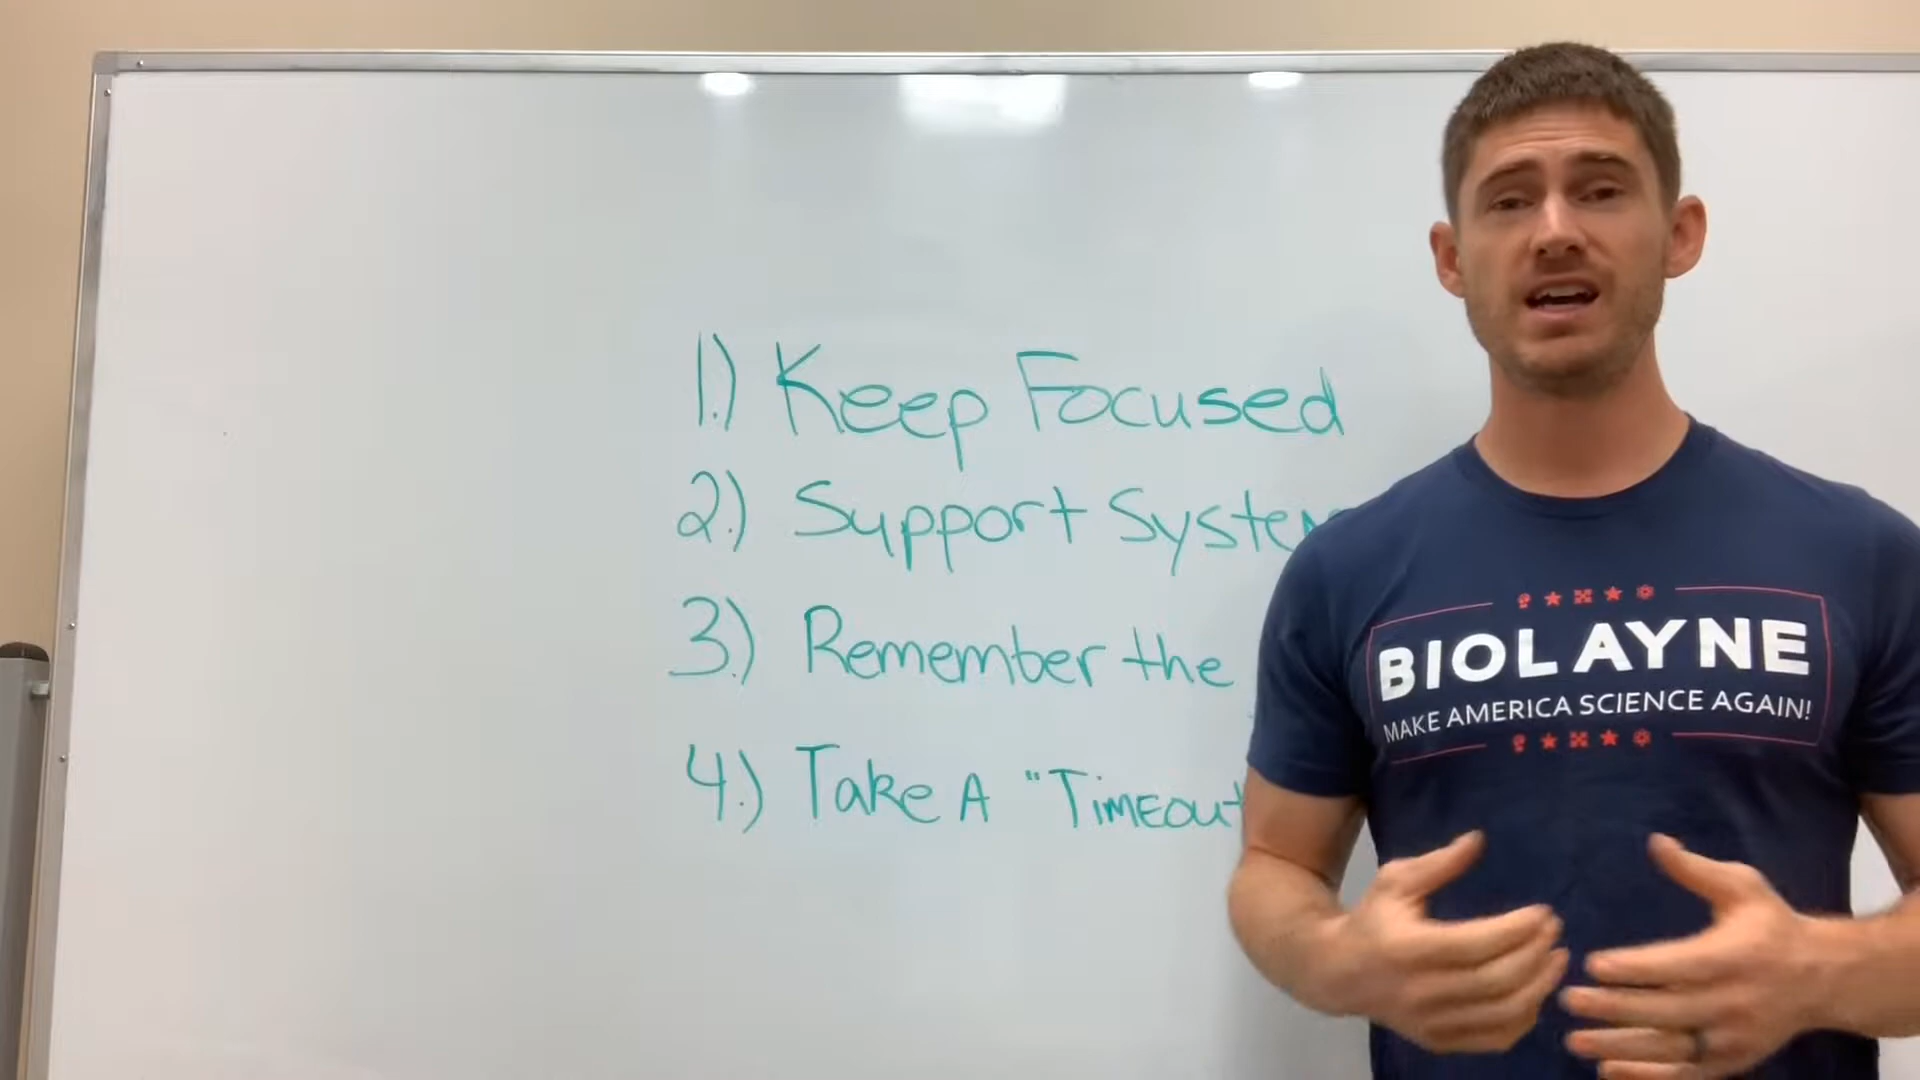 1.) Keep Focused
2.) Support System
3.) Remember the
4.) Take A "Timeout
BIOLAYNE
MAKE AMERICA SCIENCE AGAIN!